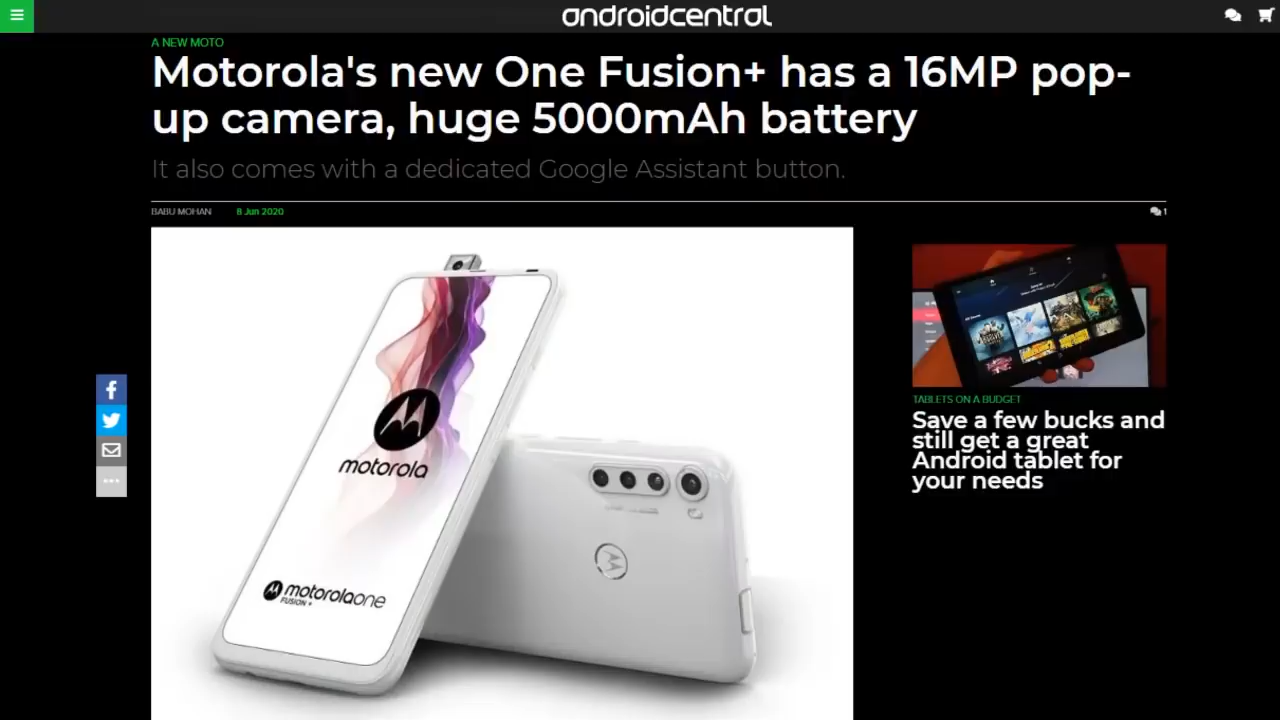 androidcentral
A NEW MOTO
Motorola's new One Fusion+ has a 16MP pop-
up camera, huge 5000mAh battery
It also comes with a dedicated Google Assistant button.
BABU MOHAN 8 Jun 2020
1
motorola
motorolaone
FUSION+
TABLETS ON A BUDGET
Save a few bucks and
still get a great
Android tablet for
your needs